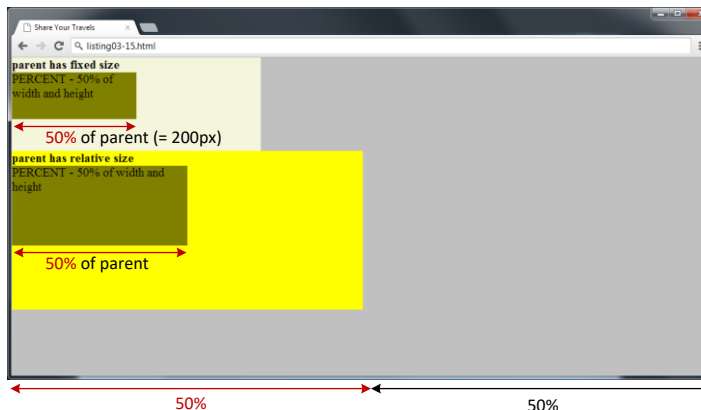 Share Your Travels
listing03-15.html
parent has fixed size
PERCENT - 50% of
width and height
50% of parent (= 200px)
parent has relative size
PERCENT - 50% of width and
height
50% of parent
50%
50%